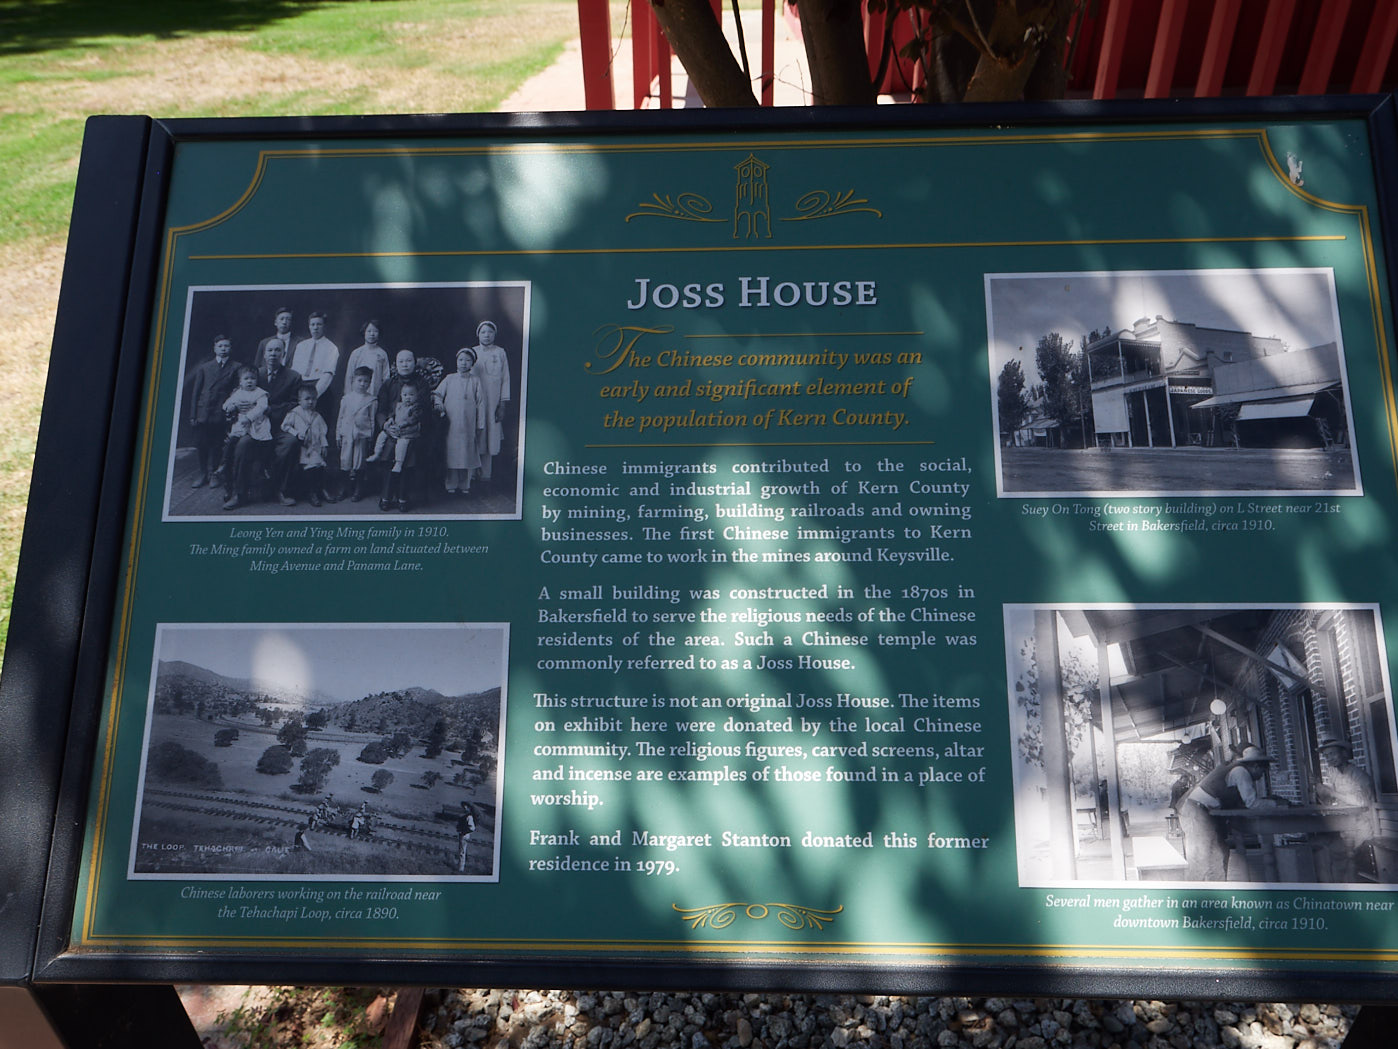 Joss House
The Chinese community was an
early and significant element of
the population of Kern County.
Chinese immigrants contributed to the social,
economic and industrial growth of Kern County
by mining, farming, building railroads and owning
businesses. The first Chinese immigrants to Kern
County came to work in the mines around Keysville.
A small building was constructed in the 1870s in
Bakersfield to serve the religious needs of the Chinese
residents of the area. Such a Chinese temple was
commonly referred to as a Joss House.
This structure is not an original Joss House. The items
on exhibit here were donated by the local Chinese
community. The religious figures, carved screens, altar
and incense are examples of those found in a place of
worship.
Frank and Margaret Stanton donated this former
residence in 1979.
Leong Yen and Ying Ming family in 1910.
The Ming family owned a farm on land situated between
Ming Avenue and Panama Lane.
THE LOOP. TEHACHAPI - CALIF
Chinese laborers working on the railroad near
the Tehachapi Loop, circa 1890.
JAPANESE
Suey On Tong (two story building) on L Street near 21st
Street in Bakersfield, circa 1910.
Several men gather in an area known as Chinatown near
downtown Bakersfield, circa 1910.